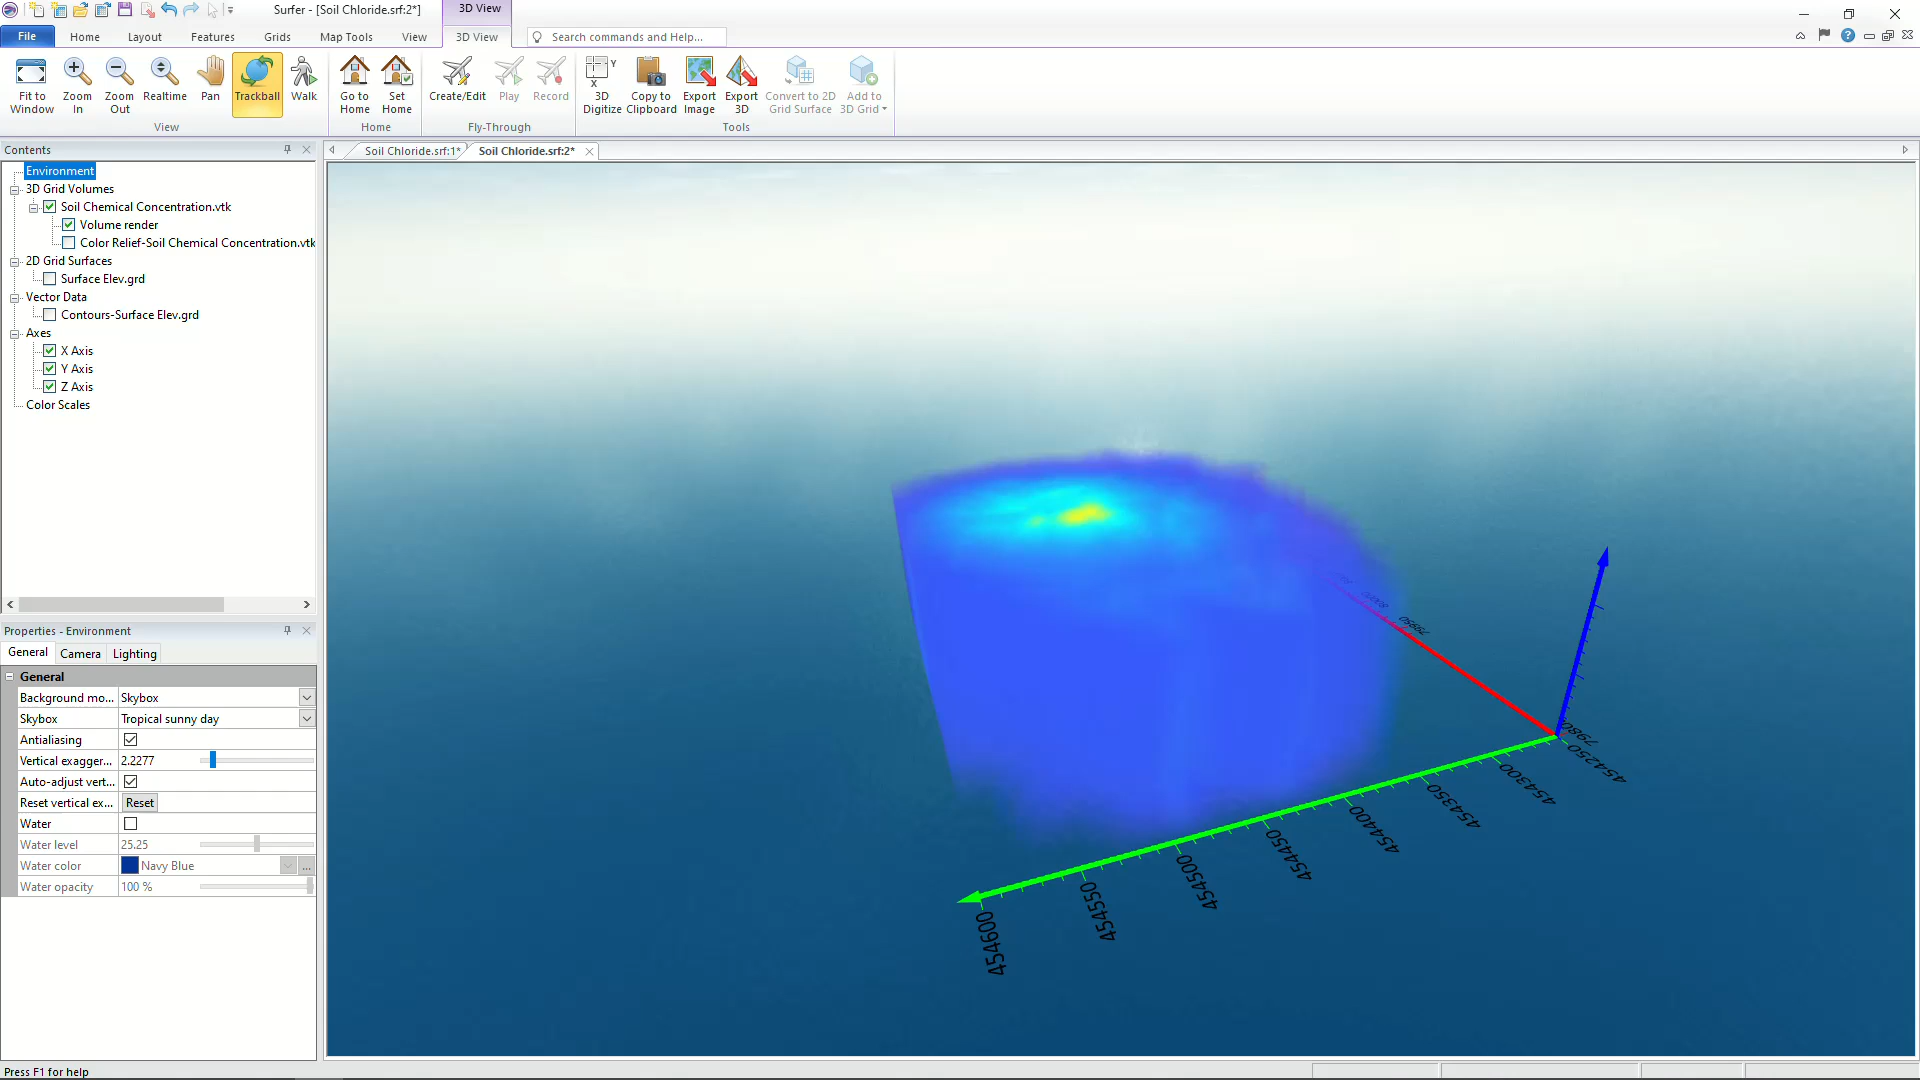 Surfer - [Soil Chloride.srf:2*]
3D View
File
Home
Layout
Features
Grids
Map Tools
View
3D View
Search commands and Help...
Fit to Window
Zoom In
Zoom Out
Realtime
Pan
Trackball
Walk
Go to Home
Set Home
Create/Edit
Play
Record
3D Digitize
Copy to Clipboard
Export Image
Export 3D
Convert to 2D Grid Surface
Add to 3D Grid
View
Home
Fly-Through
Tools
Contents
Soil Chloride.srf:1*
Soil Chloride.srf:2*
Environment
3D Grid Volumes
Soil Chemical Concentration.vtk
Volume render
Color Relief-Soil Chemical Concentration.vtk
2D Grid Surfaces
Surface Elev.grd
Vector Data
Contours-Surface Elev.grd
Axes
X Axis
Y Axis
Z Axis
Color Scales
Properties - Environment
General
Camera
Lighting
General
Background mo... Skybox
Skybox Tropical sunny day
Antialiasing
Vertical exagger... 2.2277
Auto-adjust vert...
Reset vertical ex... Reset
Water
Water level 25.25
Water color Navy Blue ...
Water opacity 100 %
79950
454250
454300
454350
454400
454450
454500
454550
454600
Press F1 for help